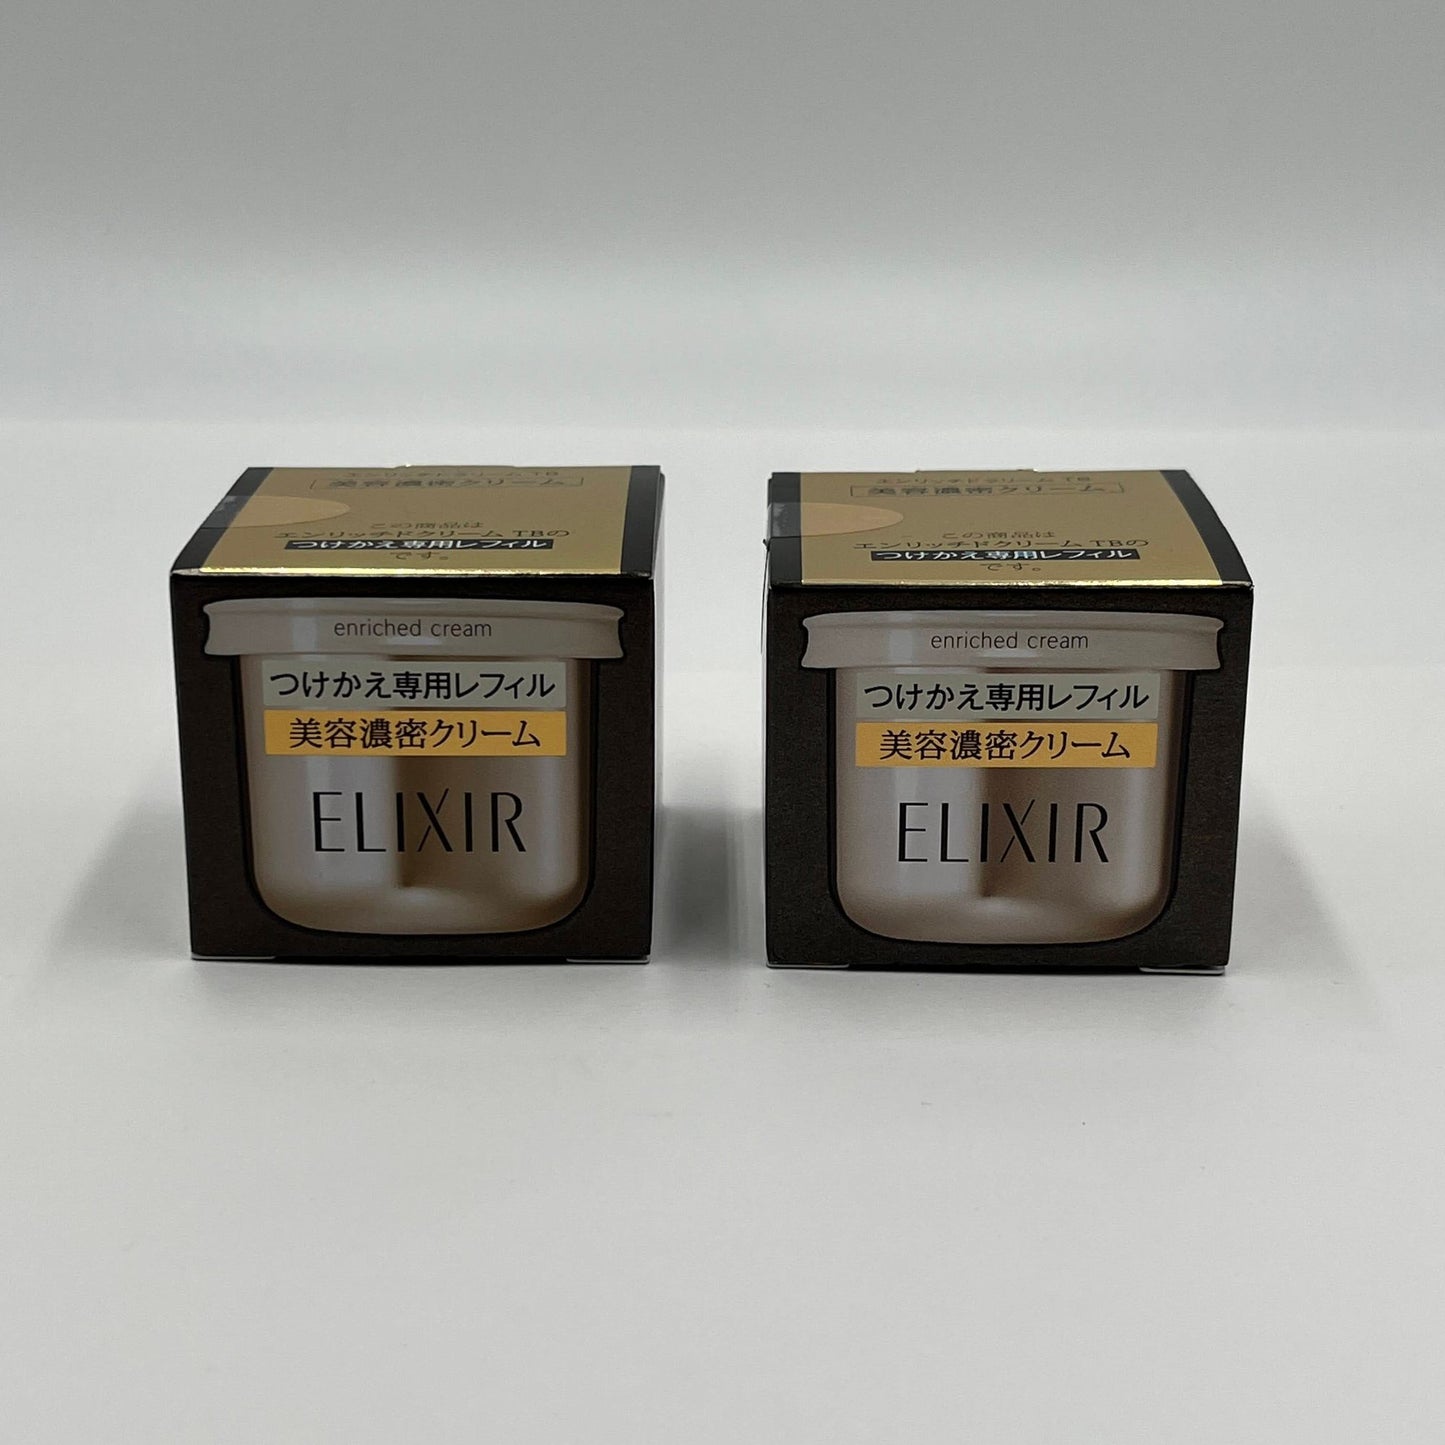 エンリッチドクリーム TB
美容濃密クリーム
この商品は
エンリッチドクリーム TBの
つけかえ専用レフィル
です。
enriched cream
つけかえ専用レフィル
美容濃密クリーム
ELIXIR
エンリッチドクリーム TB
美容濃密クリーム
この商品は
エンリッチドクリーム TBの
つけかえ専用レフィル
です。
enriched cream
つけかえ専用レフィル
美容濃密クリーム
ELIXIR